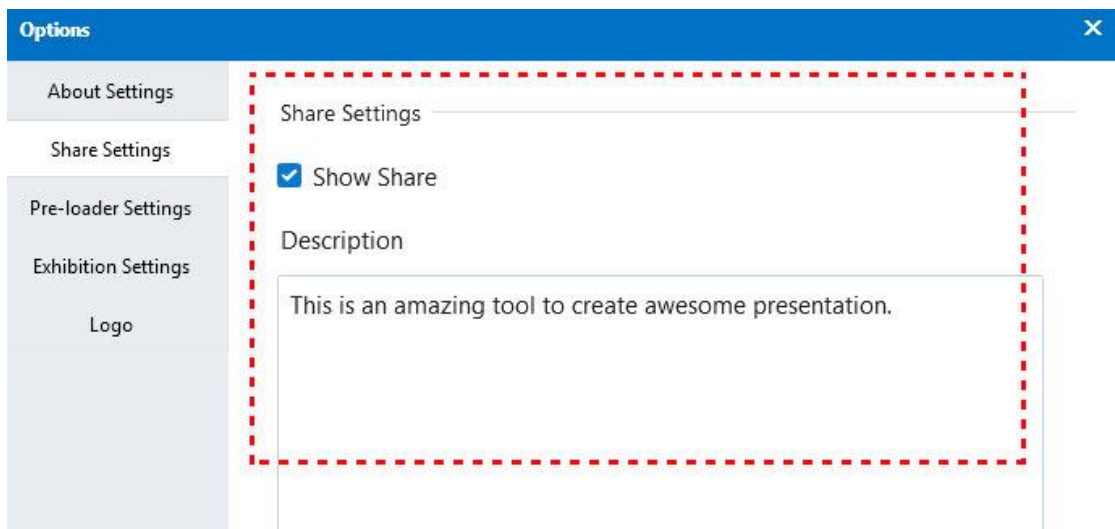 Options
About Settings
Share Settings
Pre-loader Settings
Exhibition Settings
Logo
Share Settings
Show Share
Description
This is an amazing tool to create awesome presentation.